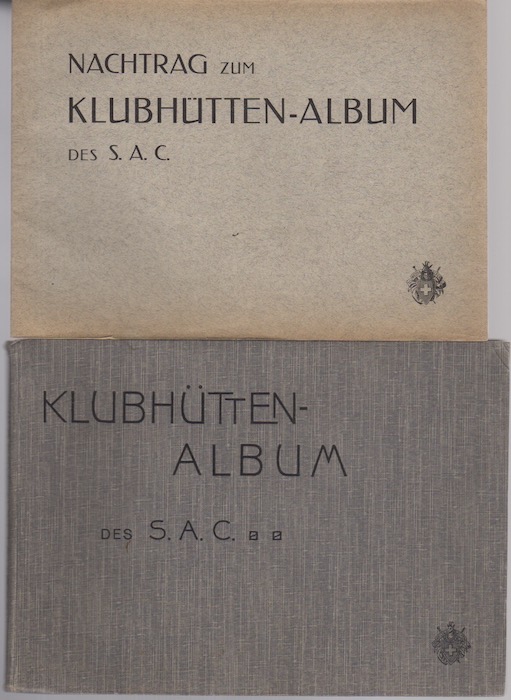 NACHTRAG ZUM
KLUBHÜTTEN-ALBUM
DES S. A. C.
KLUBHÜTTEN-
ALBUM
DES S. A. C.